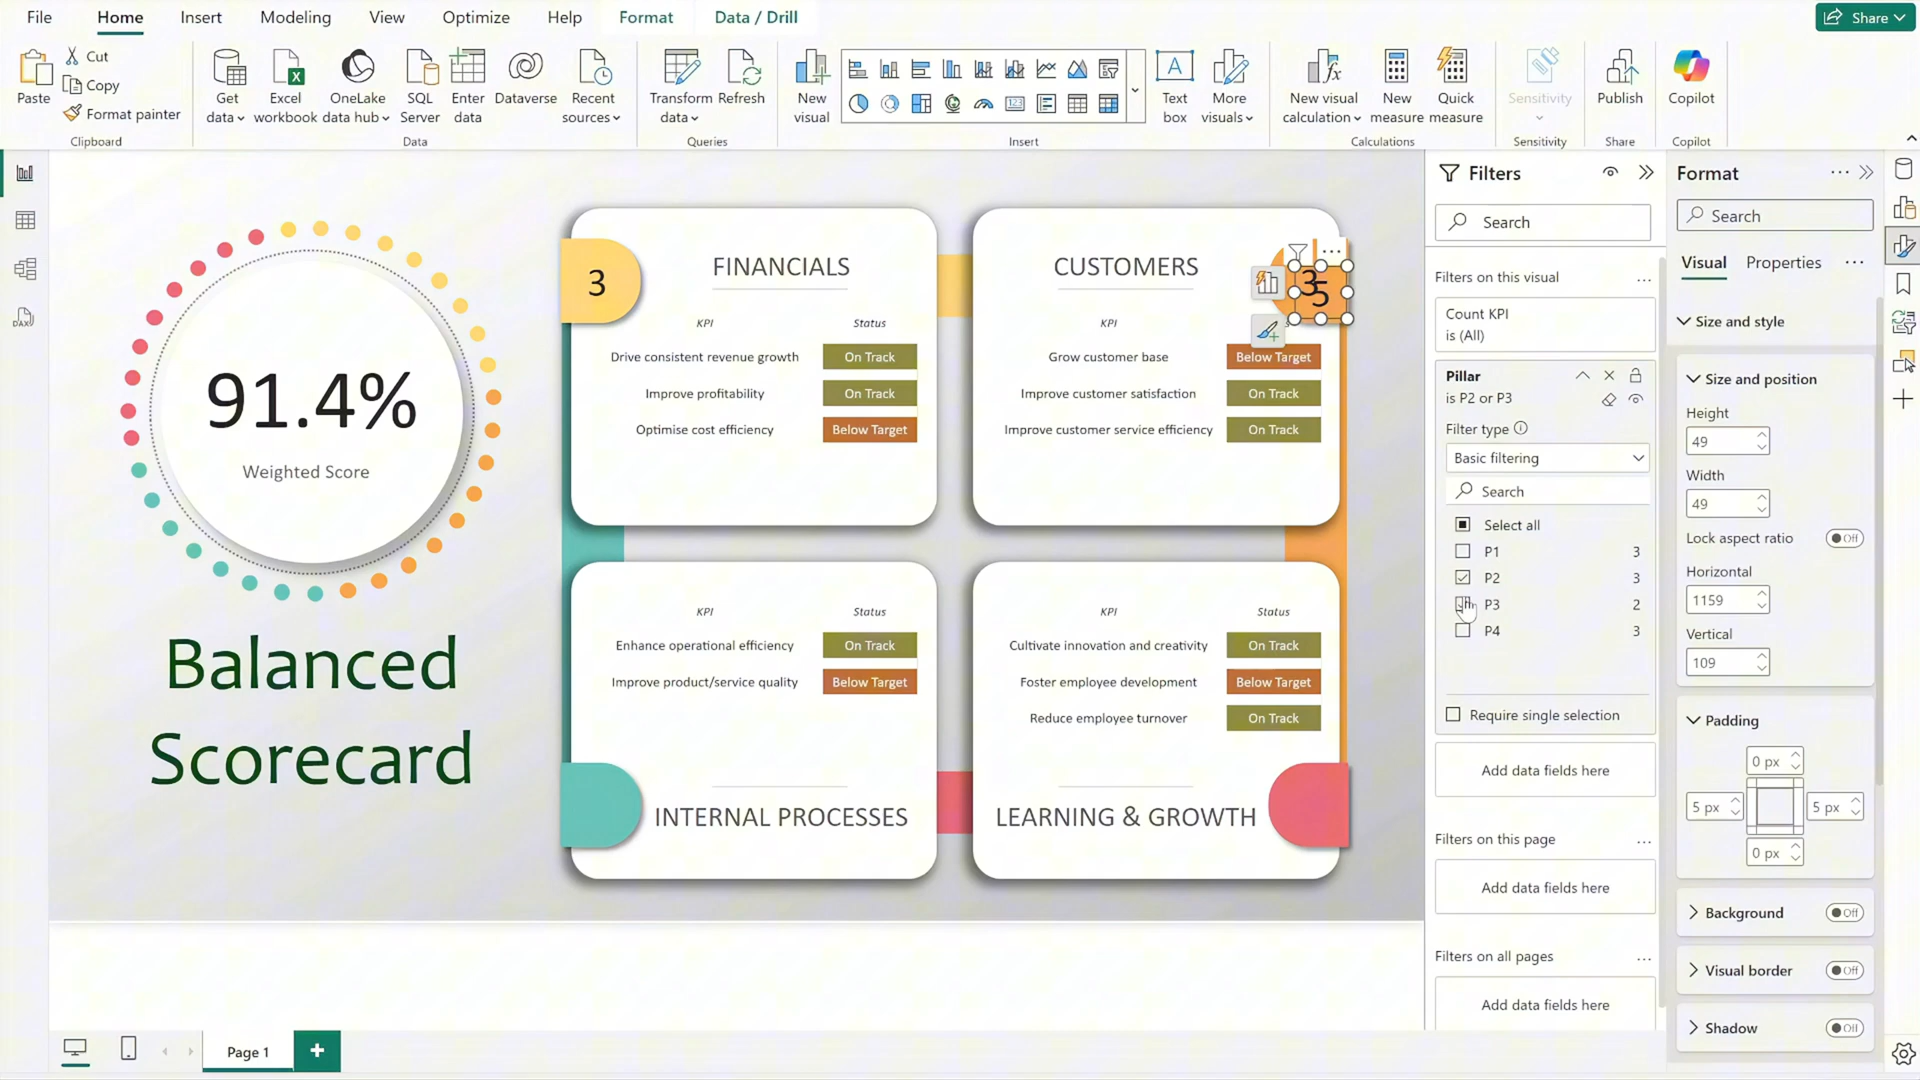 File
Home
Insert
Modeling
View
Optimize
Help
Format
Data / Drill
Share
Paste
Cut
Copy
Format painter
Clipboard
Get data
Excel workbook
OneLake data hub
SQL Server
Enter data
Dataverse
Recent sources
Data
Transform data
Refresh
Queries
New visual
Text box
More visuals
Insert
New visual calculation
New measure
Quick measure
Calculations
Sensitivity
Sensitivity
Publish
Share
Copilot
Copilot
91.4%
Weighted Score
Balanced
Scorecard
3
FINANCIALS
KPI Status
Drive consistent revenue growth On Track
Improve profitability On Track
Optimise cost efficiency Below Target
CUSTOMERS
3
5
KPI
Grow customer base Below Target
Improve customer satisfaction On Track
Improve customer service efficiency On Track
KPI Status
Enhance operational efficiency On Track
Improve product/service quality Below Target
INTERNAL PROCESSES
KPI Status
Cultivate innovation and creativity On Track
Foster employee development Below Target
Reduce employee turnover On Track
LEARNING & GROWTH
Filters
Search
Filters on this visual
Count KPI
is (All)
Pillar
is P2 or P3
Filter type
Basic filtering
Search
Select all
P1 3
P2 3
P3 2
P4 3
Require single selection
Add data fields here
Filters on this page
Add data fields here
Filters on all pages
Add data fields here
Format
Search
Visual Properties
Size and style
Size and position
Height
49
Width
49
Lock aspect ratio Off
Horizontal
1159
Vertical
109
Padding
0 px
5 px 5 px
0 px
Background Off
Visual border Off
Shadow Off
DAX
Page 1